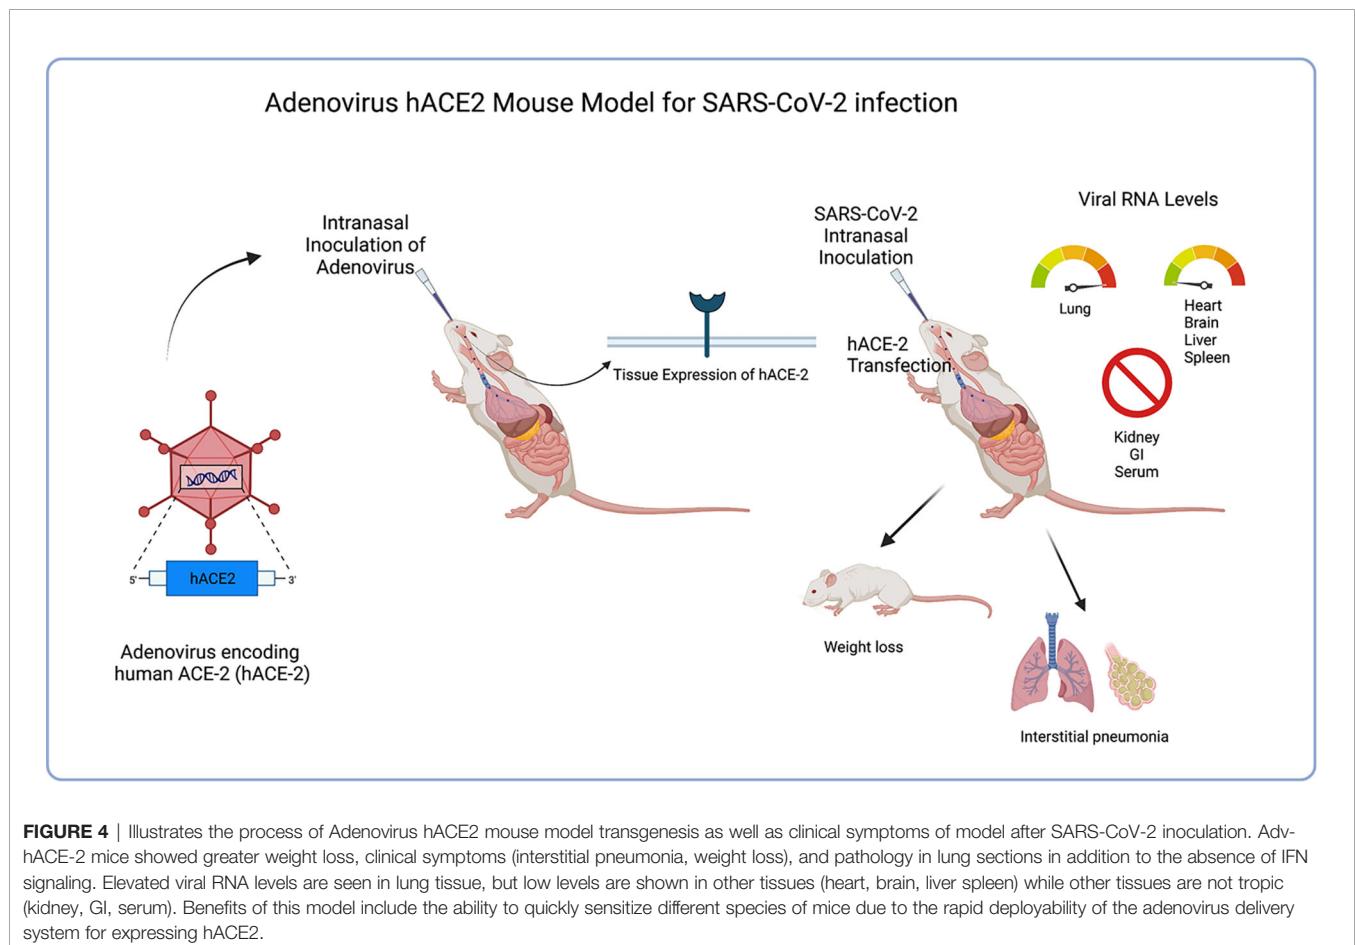 Adenovirus hACE2 Mouse Model for SARS-CoV-2 infection
Intranasal
Inoculation of
Adenovirus
SARS-CoV-2
Intranasal
Inoculation
Viral RNA Levels
Lung
Heart
Brain
Liver
Spleen
Tissue Expression of hACE-2
hACE-2
Transfection
Kidney
GI
Serum
5'
hACE2
3'
Adenovirus encoding
human ACE-2 (hACE-2)
Weight loss
Interstitial pneumonia
FIGURE 4 | Illustrates the process of Adenovirus hACE2 mouse model transgenesis as well as clinical symptoms of model after SARS-CoV-2 inoculation. Adv-
hACE-2 mice showed greater weight loss, clinical symptoms (interstitial pneumonia, weight loss), and pathology in lung sections in addition to the absence of IFN
signaling. Elevated viral RNA levels are seen in lung tissue, but low levels are shown in other tissues (heart, brain, liver spleen) while other tissues are not tropic
(kidney, GI, serum). Benefits of this model include the ability to quickly sensitize different species of mice due to the rapid deployability of the adenovirus delivery
system for expressing hACE2.